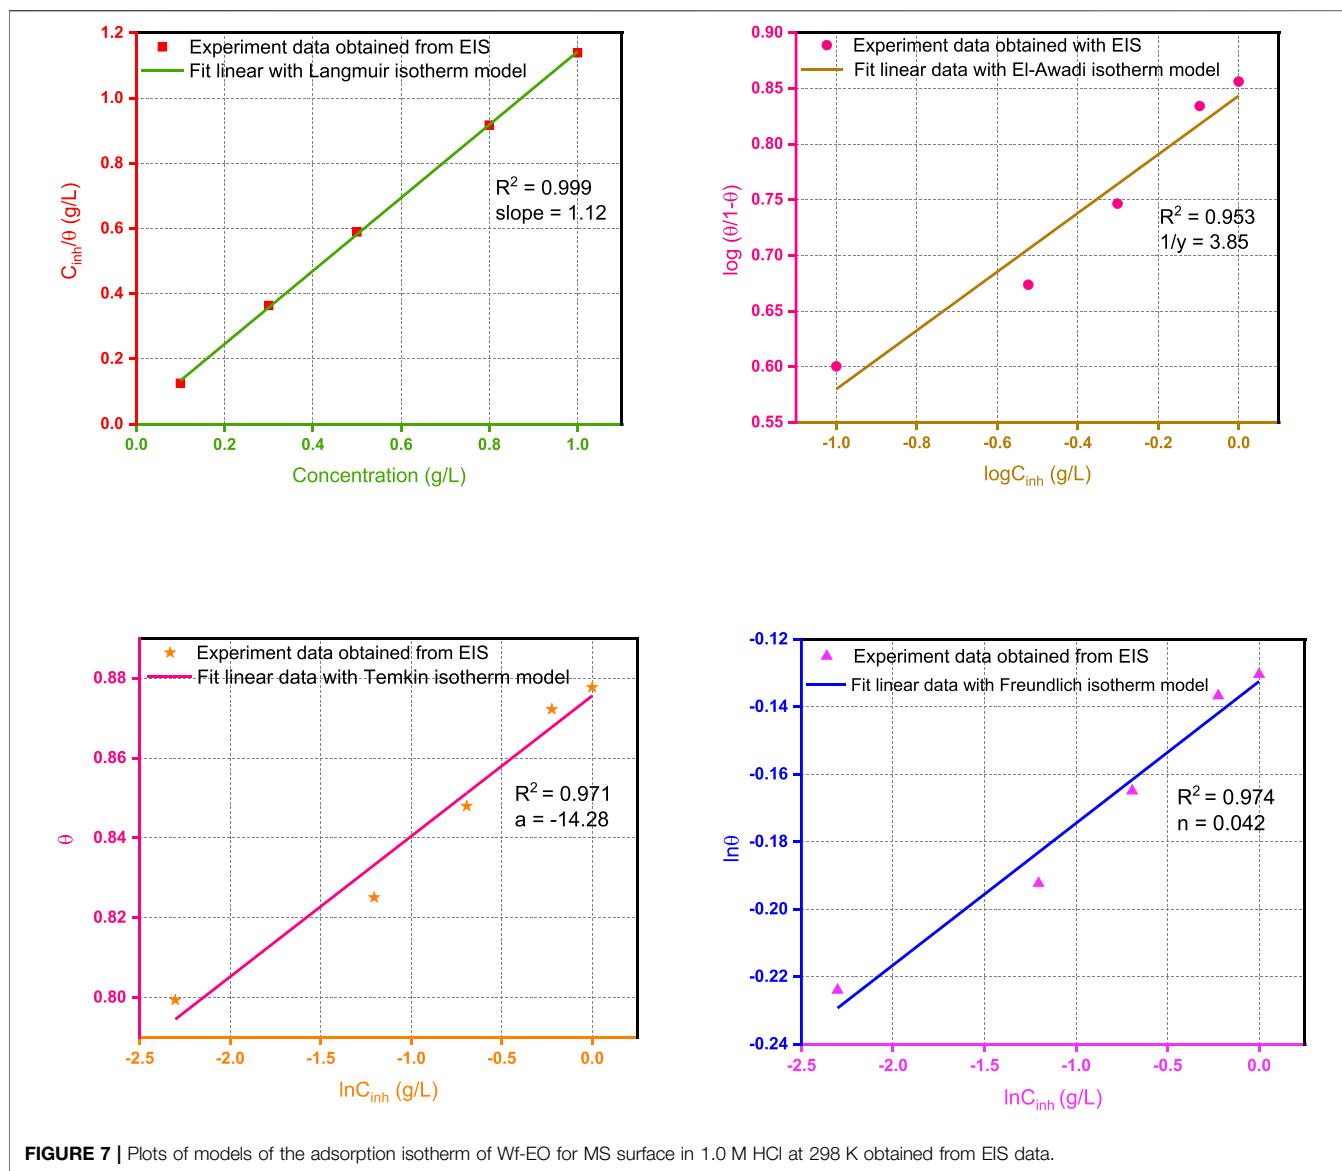 Experiment data obtained from EIS
Fit linear with Langmuir isotherm model
1.2
1.0
0.8
0.6
0.4
0.2
0.0
C_inh/θ (g/L)
R² = 0.999
slope = 1.12
0.0 0.2 0.4 0.6 0.8 1.0
Concentration (g/L)
Experiment data obtained with EIS
Fit linear data with El-Awadi isotherm model
0.90
0.85
0.80
0.75
0.70
0.65
0.60
0.55
log (θ/1-θ)
R² = 0.953
1/y = 3.85
-1.0 -0.8 -0.6 -0.4 -0.2 0.0
logC_inh (g/L)
Experiment data obtained from EIS
Fit linear data with Temkin isotherm model
0.88
0.86
0.84
0.82
0.80
θ
R² = 0.971
a = -14.28
-2.5 -2.0 -1.5 -1.0 -0.5 0.0
lnC_inh (g/L)
Experiment data obtained from EIS
Fit linear data with Freundlich isotherm model
-0.12
-0.14
-0.16
-0.18
-0.20
-0.22
-0.24
lnθ
R² = 0.974
n = 0.042
-2.5 -2.0 -1.5 -1.0 -0.5 0.0
lnC_inh (g/L)
FIGURE 7 | Plots of models of the adsorption isotherm of Wf-EO for MS surface in 1.0 M HCl at 298 K obtained from EIS data.